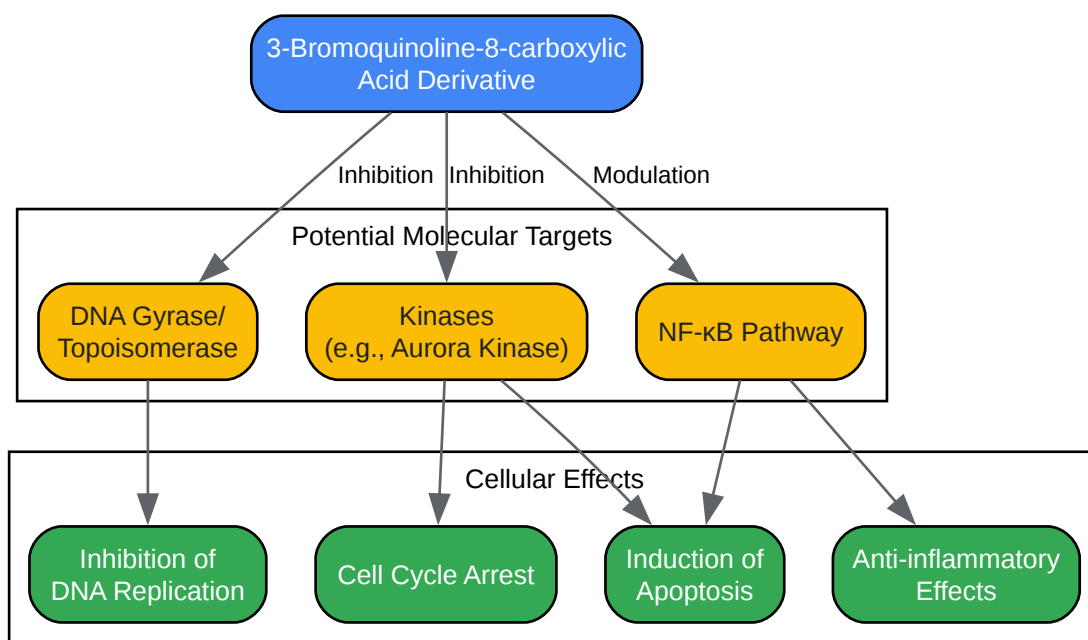 3-Bromoquinoline-8-carboxylic
Acid Derivative
Inhibition
Inhibition
Modulation
Potential Molecular Targets
DNA Gyrase/
Topoisomerase
Kinases
(e.g., Aurora Kinase)
NF-κB Pathway
Cellular Effects
Inhibition of
DNA Replication
Cell Cycle Arrest
Induction of
Apoptosis
Anti-inflammatory
Effects